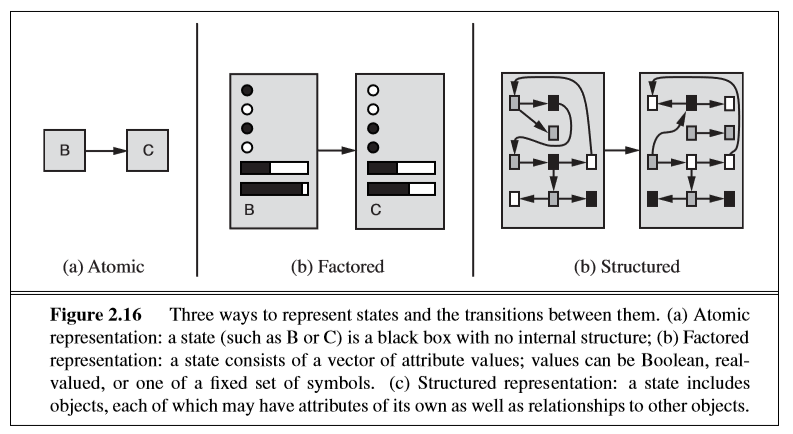 B
C
B
C
(a) Atomic
(b) Factored
(b) Structured
Figure 2.16 Three ways to represent states and the transitions between them. (a) Atomic
representation: a state (such as B or C) is a black box with no internal structure; (b) Factored
representation: a state consists of a vector of attribute values; values can be Boolean, real-
valued, or one of a fixed set of symbols. (c) Structured representation: a state includes
objects, each of which may have attributes of its own as well as relationships to other objects.